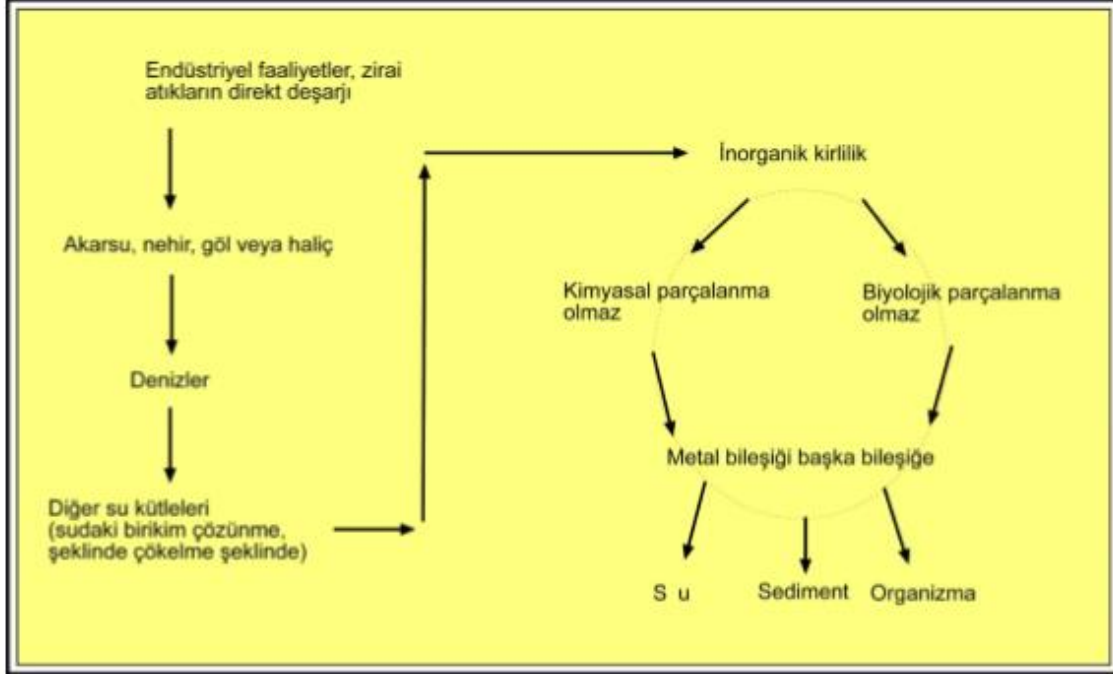 Endüstriyel faaliyetler, zirai
atıkların direkt deşarjı
Akarsu, nehir, göl veya haliç
Denizler
Diğer su kütleleri
(sudaki birikim çözünme,
şeklinde çökelme şeklinde)
İnorganik kirlilik
Kimyasal parçalanma
olmaz
Biyolojik parçalanma
olmaz
Metal bileşiği başka bileşiğe
S u
Sediment
Organizma